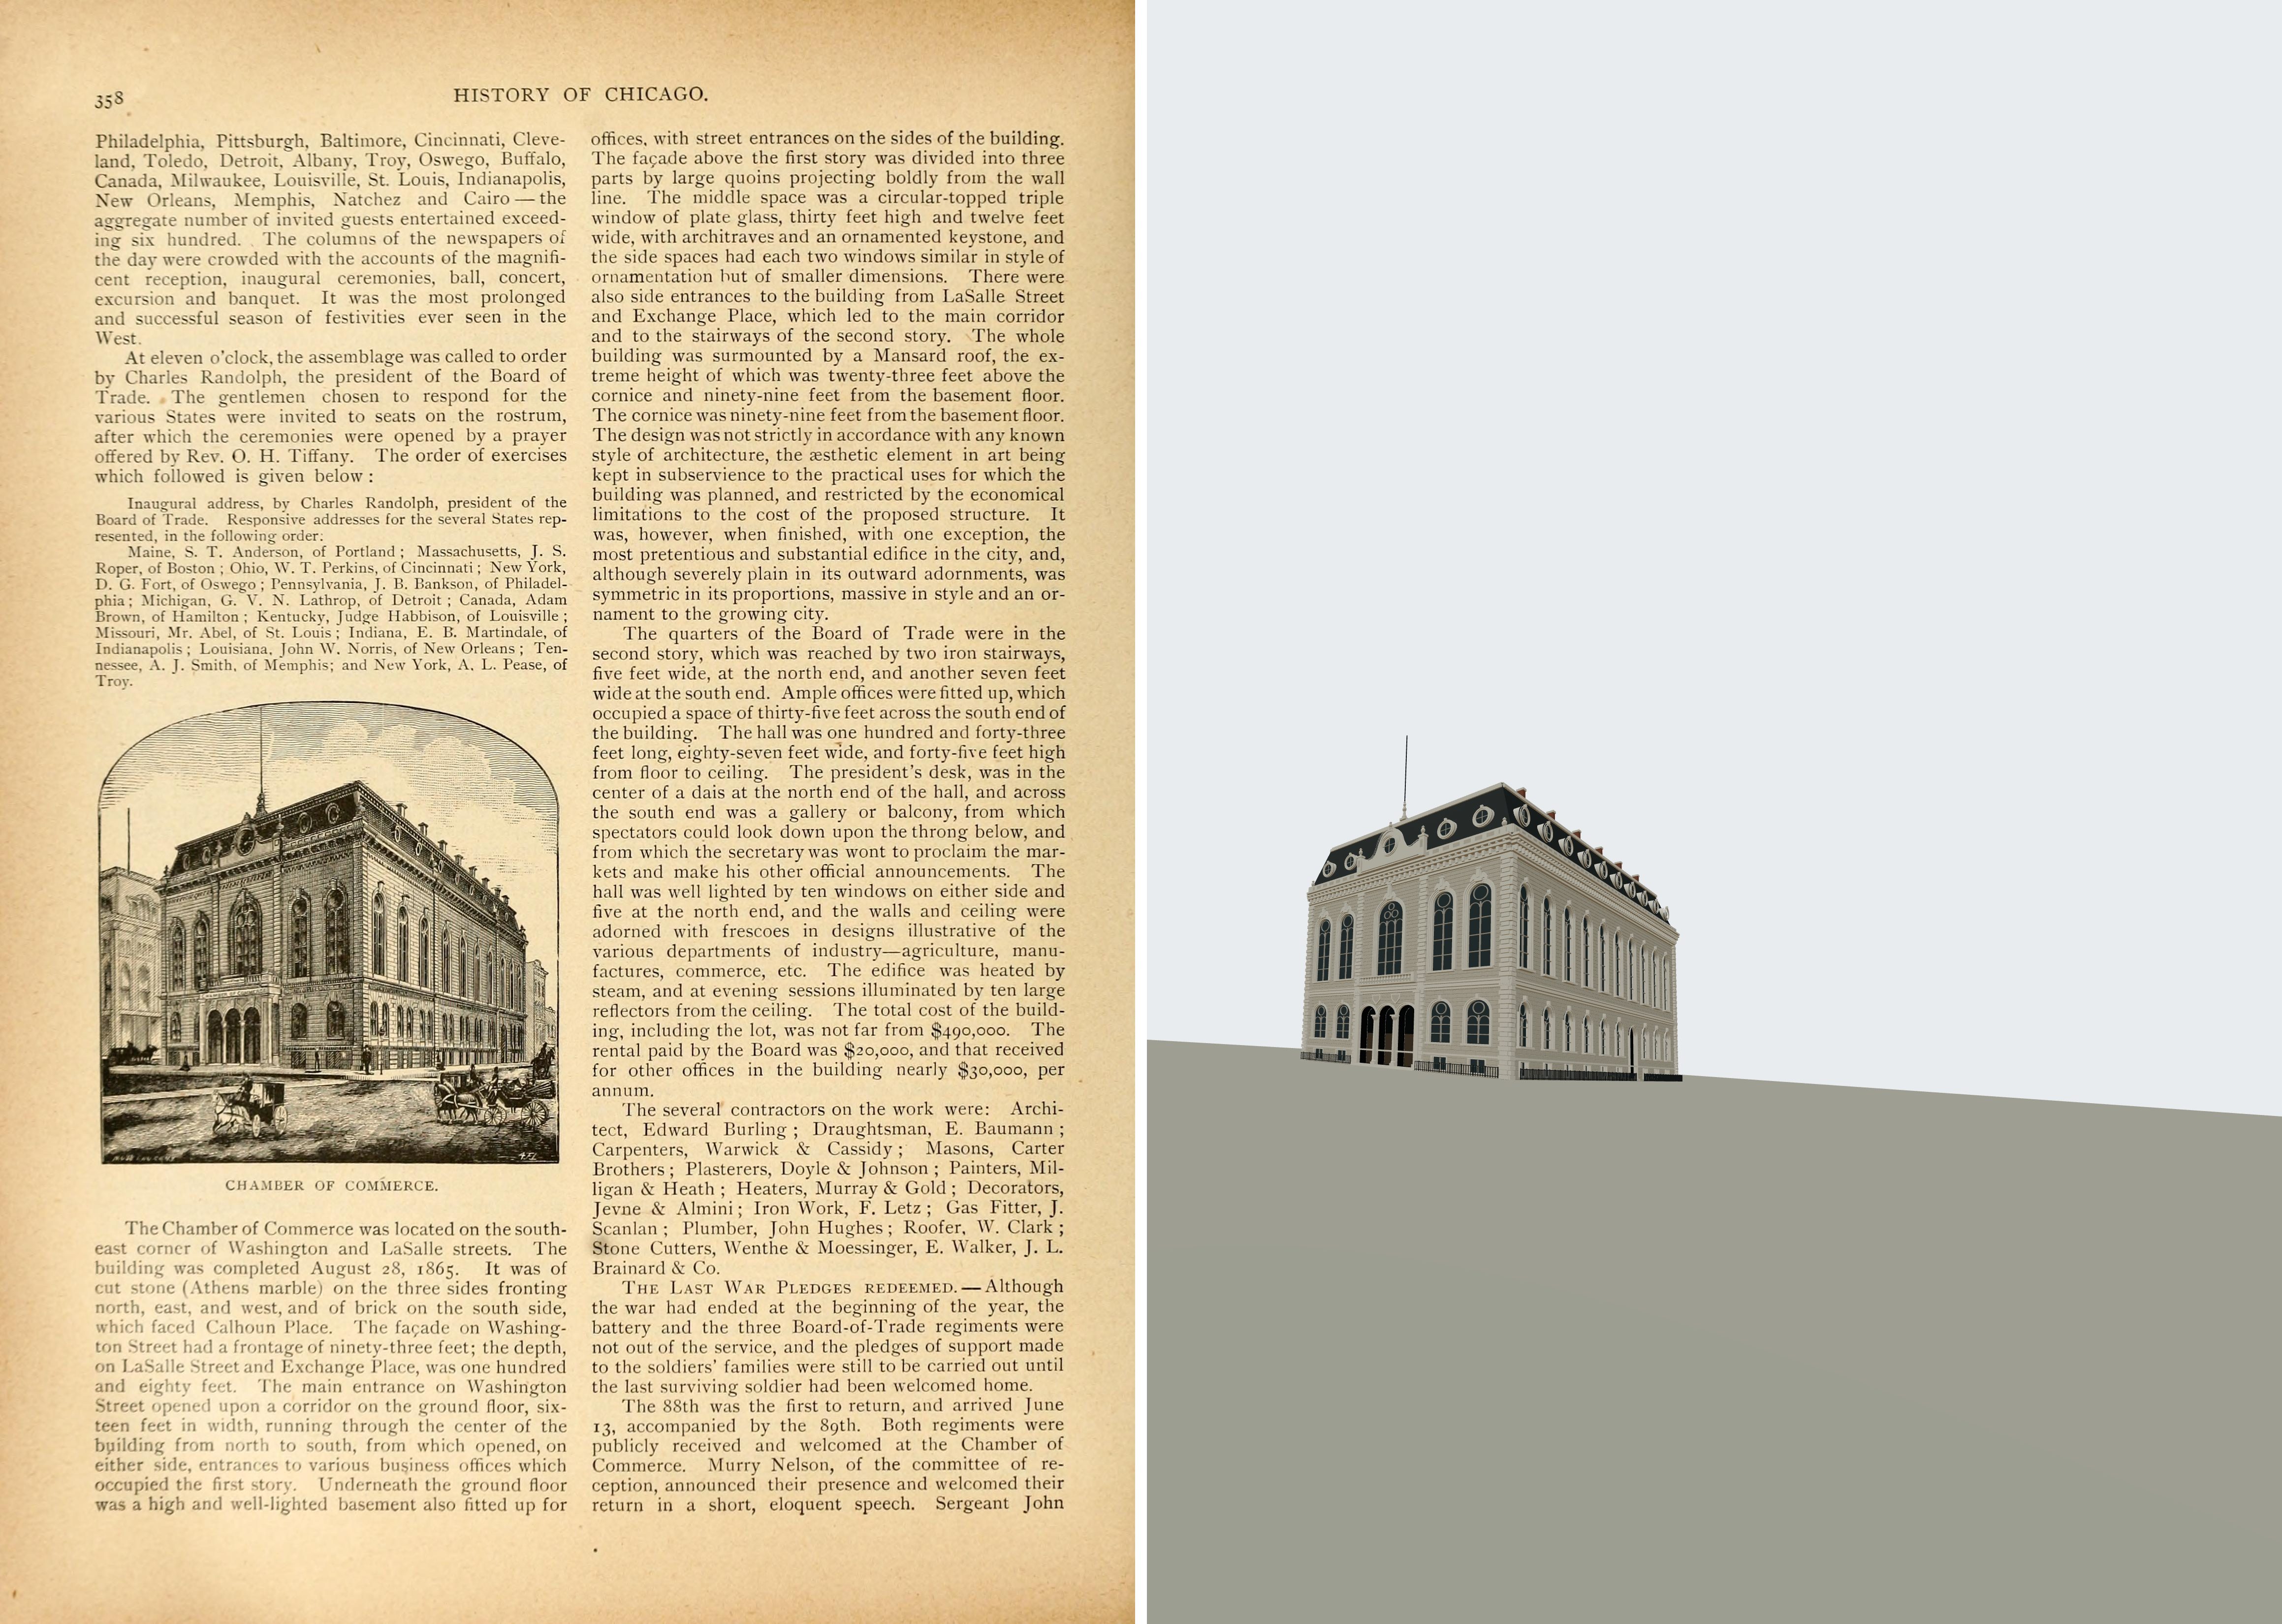 358
HISTORY OF CHICAGO.
Philadelphia, Pittsburgh, Baltimore, Cincinnati, Cleve-
land, Toledo, Detroit, Albany, Troy, Oswego, Buffalo,
Canada, Milwaukee, Louisville, St. Louis, Indianapolis,
New Orleans, Memphis, Natchez and Cairo — the
aggregate number of invited guests entertained exceed-
ing six hundred. The columns of the newspapers of
the day were crowded with the accounts of the magnifi-
cent reception, inaugural ceremonies, ball, concert,
excursion and banquet. It was the most prolonged
and successful season of festivities ever seen in the
West.
At eleven o'clock, the assemblage was called to order
by Charles Randolph, the president of the Board of
Trade. The gentlemen chosen to respond for the
various States were invited to seats on the rostrum,
after which the ceremonies were opened by a prayer
offered by Rev. O. H. Tiffany. The order of exercises
which followed is given below :
Inaugural address, by Charles Randolph, president of the
Board of Trade. Responsive addresses for the several States rep-
resented, in the following order:
Maine, S. T. Anderson, of Portland ; Massachusetts, J. S.
Roper, of Boston ; Ohio, W. T. Perkins, of Cincinnati ; New York,
D. G. Fort, of Oswego ; Pennsylvania, J. B. Bankson, of Philadel-
phia ; Michigan, G. V. N. Lathrop, of Detroit ; Canada, Adam
Brown, of Hamilton ; Kentucky, Judge Habbison, of Louisville ;
Missouri, Mr. Abel, of St. Louis ; Indiana, E. B. Martindale, of
Indianapolis ; Louisiana, John W. Norris, of New Orleans ; Ten-
nessee, A. J. Smith, of Memphis; and New York, A. L. Pease, of
Troy.
CHAMBER OF COMMERCE.
The Chamber of Commerce was located on the south-
east corner of Washington and LaSalle streets. The
building was completed August 28, 1865. It was of
cut stone (Athens marble) on the three sides fronting
north, east, and west, and of brick on the south side,
which faced Calhoun Place. The façade on Washing-
ton Street had a frontage of ninety-three feet; the depth,
on LaSalle Street and Exchange Place, was one hundred
and eighty feet. The main entrance on Washington
Street opened upon a corridor on the ground floor, six-
teen feet in width, running through the center of the
building from north to south, from which opened, on
either side, entrances to various business offices which
occupied the first story. Underneath the ground floor
was a high and well-lighted basement also fitted up for
offices, with street entrances on the sides of the building.
The façade above the first story was divided into three
parts by large quoins projecting boldly from the wall
line. The middle space was a circular-topped triple
window of plate glass, thirty feet high and twelve feet
wide, with architraves and an ornamented keystone, and
the side spaces had each two windows similar in style of
ornamentation but of smaller dimensions. There were
also side entrances to the building from LaSalle Street
and Exchange Place, which led to the main corridor
and to the stairways of the second story. The whole
building was surmounted by a Mansard roof, the ex-
treme height of which was twenty-three feet above the
cornice and ninety-nine feet from the basement floor.
The cornice was ninety-nine feet from the basement floor.
The design was not strictly in accordance with any known
style of architecture, the æsthetic element in art being
kept in subservience to the practical uses for which the
building was planned, and restricted by the economical
limitations to the cost of the proposed structure. It
was, however, when finished, with one exception, the
most pretentious and substantial edifice in the city, and,
although severely plain in its outward adornments, was
symmetric in its proportions, massive in style and an or-
nament to the growing city.
The quarters of the Board of Trade were in the
second story, which was reached by two iron stairways,
five feet wide, at the north end, and another seven feet
wide at the south end. Ample offices were fitted up, which
occupied a space of thirty-five feet across the south end of
the building. The hall was one hundred and forty-three
feet long, eighty-seven feet wide, and forty-five feet high
from floor to ceiling. The president's desk, was in the
center of a dais at the north end of the hall, and across
the south end was a gallery or balcony, from which
spectators could look down upon the throng below, and
from which the secretary was wont to proclaim the mar-
kets and make his other official announcements. The
hall was well lighted by ten windows on either side and
five at the north end, and the walls and ceiling were
adorned with frescoes in designs illustrative of the
various departments of industry—agriculture, manu-
factures, commerce, etc. The edifice was heated by
steam, and at evening sessions illuminated by ten large
reflectors from the ceiling. The total cost of the build-
ing, including the lot, was not far from $490,000. The
rental paid by the Board was $20,000, and that received
for other offices in the building nearly $30,000, per
annum.
The several contractors on the work were: Archi-
tect, Edward Burling ; Draughtsman, E. Baumann ;
Carpenters, Warwick & Cassidy ; Masons, Carter
Brothers ; Plasterers, Doyle & Johnson ; Painters, Mil-
ligan & Heath ; Heaters, Murray & Gold ; Decorators,
Jevne & Almini ; Iron Work, F. Letz ; Gas Fitter, J.
Scanlan ; Plumber, John Hughes ; Roofer, W. Clark ;
Stone Cutters, Wenthe & Moessinger, E. Walker, J. L.
Brainard & Co.
THE LAST WAR PLEDGES REDEEMED. — Although
the war had ended at the beginning of the year, the
battery and the three Board-of-Trade regiments were
not out of the service, and the pledges of support made
to the soldiers' families were still to be carried out until
the last surviving soldier had been welcomed home.
The 88th was the first to return, and arrived June
13, accompanied by the 89th. Both regiments were
publicly received and welcomed at the Chamber of
Commerce. Murry Nelson, of the committee of re-
ception, announced their presence and welcomed their
return in a short, eloquent speech. Sergeant John